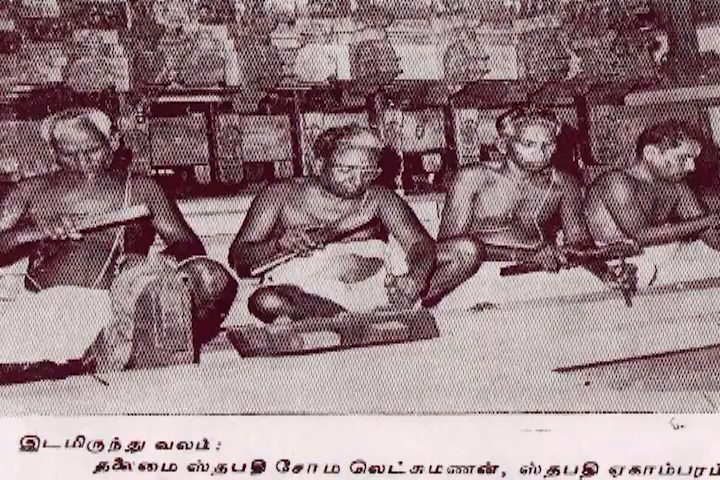 இடமிருந்து வலம்:
தலைமை ஸ்தபதி சோம லெட்சுமணன், ஸ்தபதி ஏகாம்பரம்